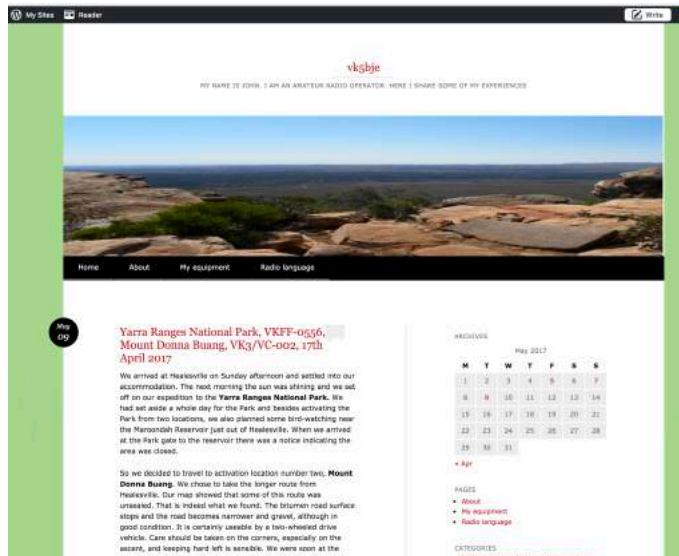 My Sites Reader Write
vk5bje
MY NAME IS JOHN. I AM AN AMATEUR RADIO OPERATOR. HERE I SHARE SOME OF MY EXPERIENCES
Home About My equipment Radio language
May
09
Yarra Ranges National Park, VKFF-0556,
Mount Donna Buang, VK3/VC-002, 17th
April 2017
We arrived at Healesville on Sunday afternoon and settled into our
accommodation. The next morning the sun was shining and we set
off on our expedition to the Yarra Ranges National Park. We
had set aside a whole day for the Park and besides activating the
Park from two locations, we also planned some bird-watching near
the Maroondah Reservoir just out of Healesville. When we arrived
at the Park gate to the reservoir there was a notice indicating the
area was closed.
So we decided to travel to activation location number two, Mount
Donna Buang. We chose to take the longer route from
Healesville. Our map showed that some of this route was
unsealed. That is indeed what we found. The bitumen road surface
stops and the road becomes narrower and gravel, although in
good condition. It is certainly useable by a two-wheeled drive
vehicle. Care should be taken on the corners, especially on the
ascent, and keeping hard left is sensible. We were soon at the
ARCHIVES
May 2017
M T W T F S S
1 2 3 4 5 6 7
8 9 10 11 12 13 14
15 16 17 18 19 20 21
22 23 24 25 26 27 28
29 30 31
« Apr
PAGES
About
My equipment
Radio language
CATEGORIES